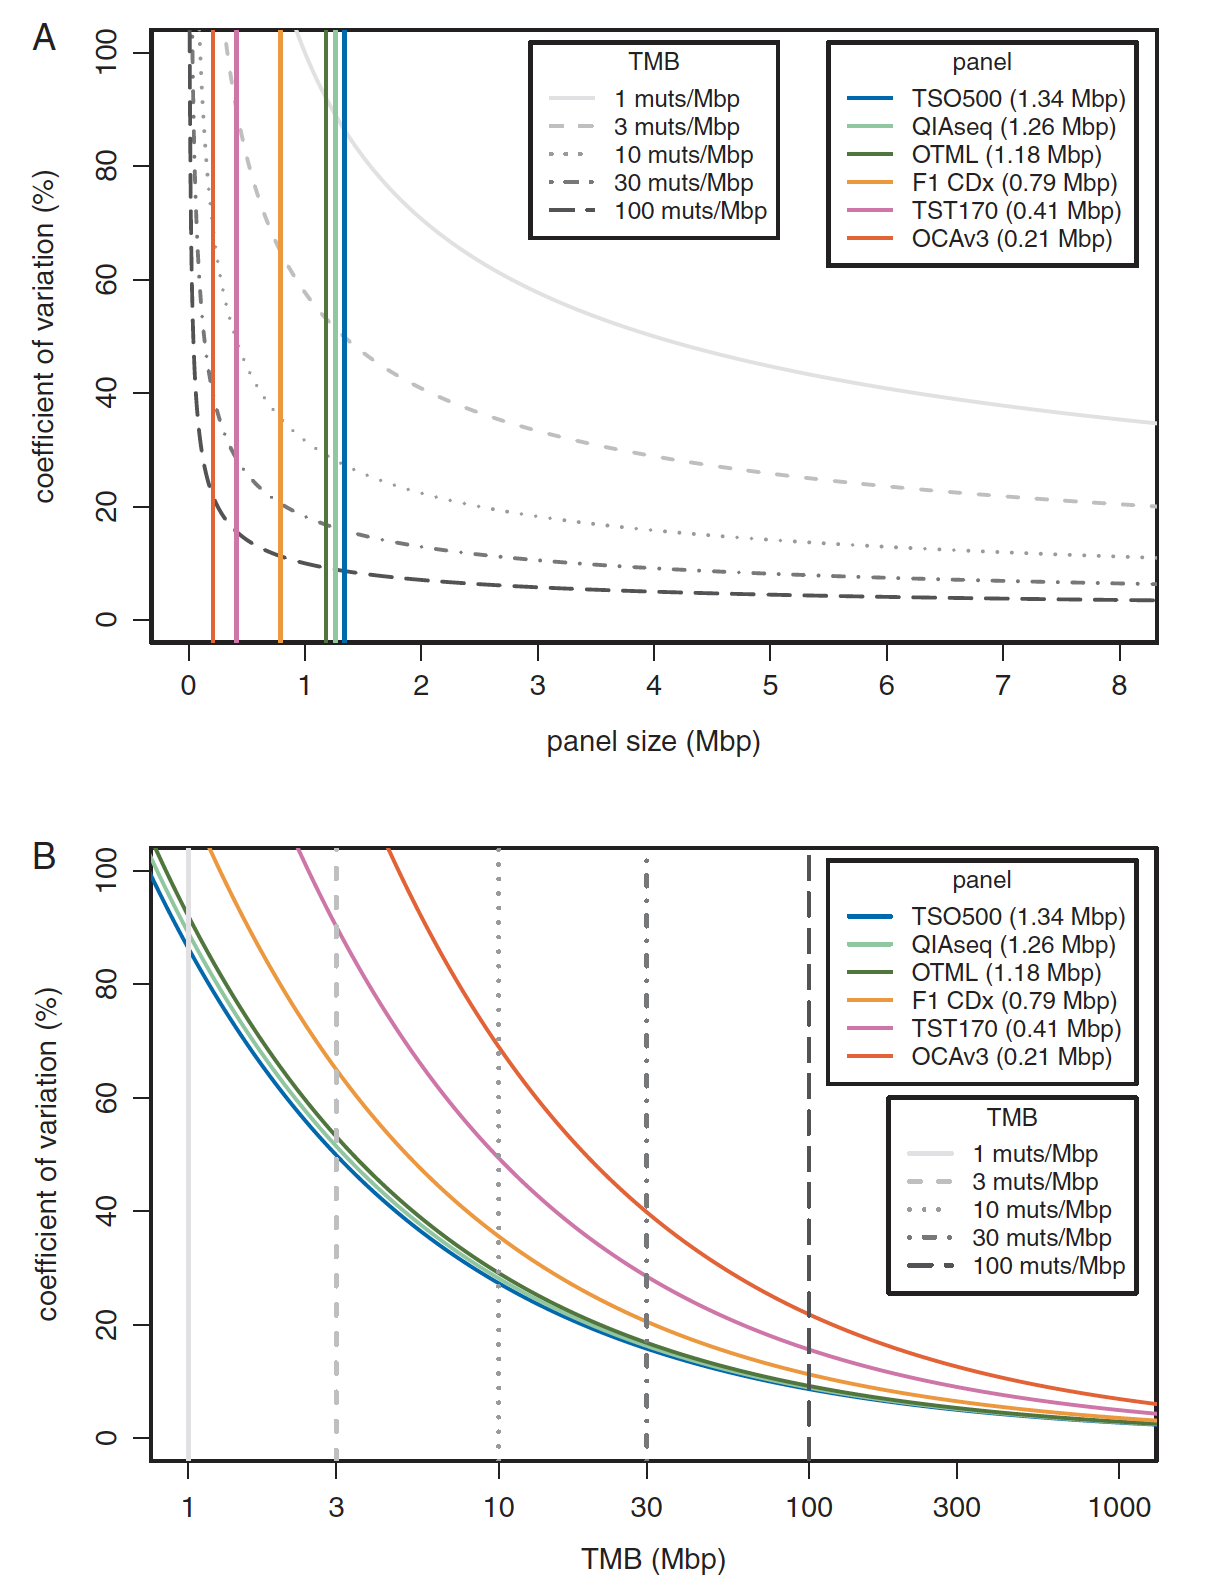 A
coefficient of variation (%)
100
80
60
40
20
0
TMB
1 muts/Mbp
3 muts/Mbp
10 muts/Mbp
30 muts/Mbp
100 muts/Mbp
panel
TSO500 (1.34 Mbp)
QIAseq (1.26 Mbp)
OTML (1.18 Mbp)
F1 CDx (0.79 Mbp)
TST170 (0.41 Mbp)
OCAv3 (0.21 Mbp)
0 1 2 3 4 5 6 7 8
panel size (Mbp)
B
coefficient of variation (%)
100
80
60
40
20
0
panel
TSO500 (1.34 Mbp)
QIAseq (1.26 Mbp)
OTML (1.18 Mbp)
F1 CDx (0.79 Mbp)
TST170 (0.41 Mbp)
OCAv3 (0.21 Mbp)
TMB
1 muts/Mbp
3 muts/Mbp
10 muts/Mbp
30 muts/Mbp
100 muts/Mbp
1 3 10 30 100 300 1000
TMB (Mbp)